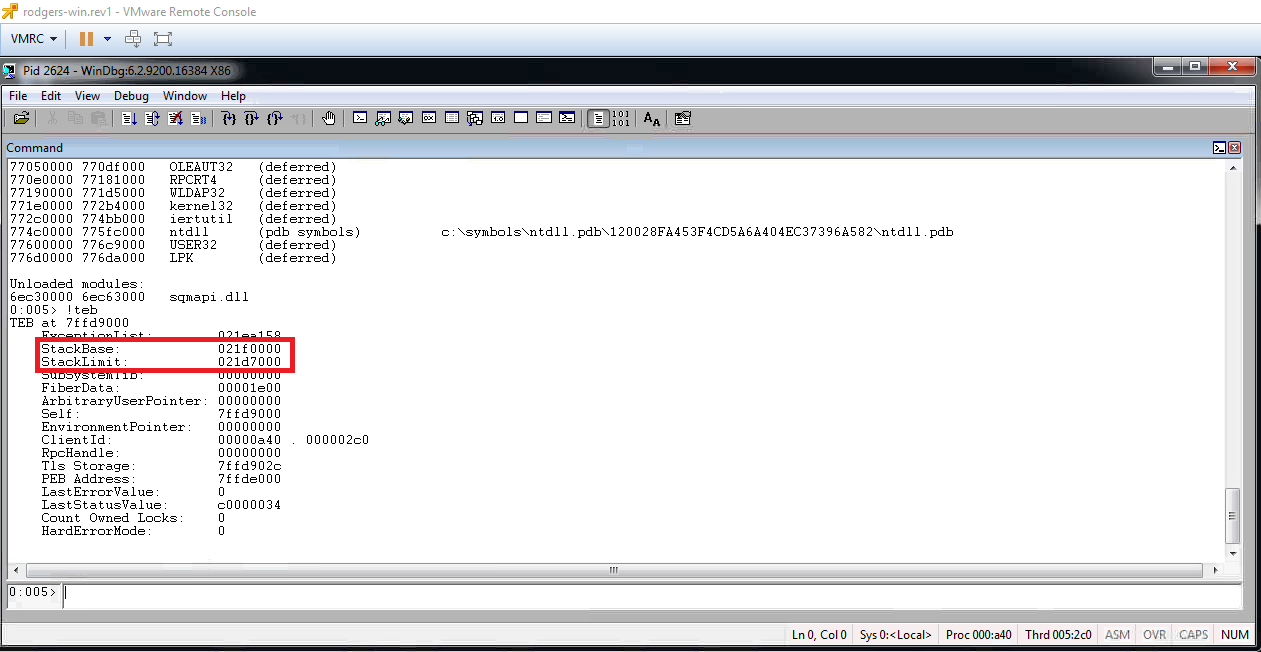 rodgers-win.rev1 - VMware Remote Console
VMRC
Pid 2624 - WinDbg:6.2.9200.16384 X86
File Edit View Debug Window Help
101 101 AA
Command
77050000 770df000 OLEAUT32 (deferred)
770e0000 77181000 RPCRT4 (deferred)
77190000 771d5000 WLDAP32 (deferred)
771e0000 772b4000 kernel32 (deferred)
772c0000 774bb000 iertutil (deferred)
774c0000 775fc000 ntdll (pdb symbols) c:\symbols\ntdll.pdb\120028FA453F4CD5A6A404EC37396A582\ntdll.pdb
77600000 776c9000 USER32 (deferred)
776d0000 776da000 LPK (deferred)
Unloaded modules:
6ec30000 6ec63000 sqmapi.dll
0:005> !teb
TEB at 7ffd9000
ExceptionList: 021ea158
StackBase: 021f0000
StackLimit: 021d7000
SubSystemTib: 00000000
FiberData: 00001e00
ArbitraryUserPointer: 00000000
Self: 7ffd9000
EnvironmentPointer: 00000000
ClientId: 00000a40 . 000002c0
RpcHandle: 00000000
Tls Storage: 7ffd902c
PEB Address: 7ffde000
LastErrorValue: 0
LastStatusValue: c0000034
Count Owned Locks: 0
HardErrorMode: 0
0:005>
Ln 0, Col 0 Sys 0:<Local> Proc 000:a40 Thrd 005:2c0 ASM OVR CAPS NUM